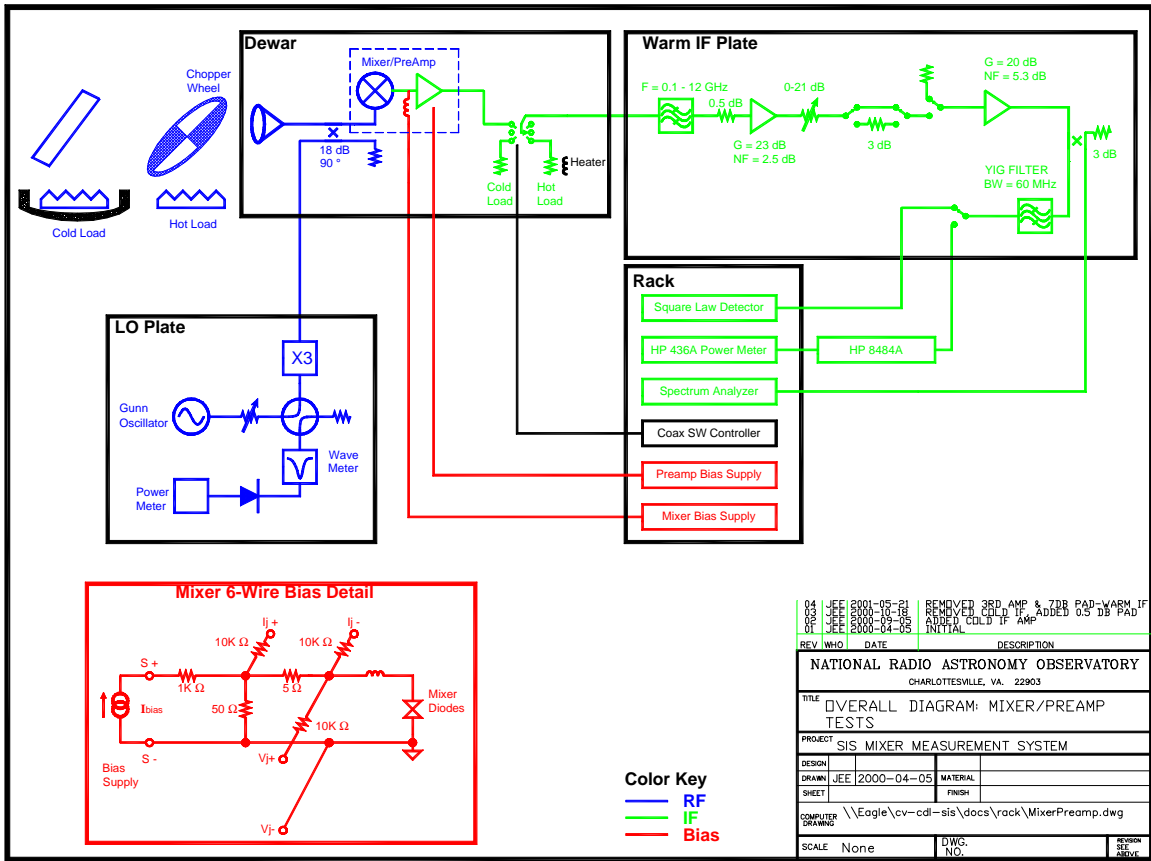 Dewar
Mixer/PreAmp
Chopper
Wheel
18 dB
90 °
Cold
Load
Hot
Load
Heater
Cold Load
Hot Load
Warm IF Plate
F = 0.1 - 12 GHz
0.5 dB
0-21 dB
G = 23 dB
NF = 2.5 dB
3 dB
G = 20 dB
NF = 5.3 dB
3 dB
YIG FILTER
BW = 60 MHz
Rack
Square Law Detector
HP 436A Power Meter
HP 8484A
Spectrum Analyzer
Coax SW Controller
Preamp Bias Supply
Mixer Bias Supply
LO Plate
X3
Gunn
Oscillator
Wave
Meter
Power
Meter
Mixer 6-Wire Bias Detail
Ij +
Ij -
10K Ω
10K Ω
S +
1K Ω
5 Ω
Ibias
50 Ω
10K Ω
Mixer
Diodes
S -
Bias
Supply
Vj+
Vj-
Color Key
RF
IF
Bias
04 JEE 2001-05-21 REMOVED 3RD AMP & 7DB PAD-WARM IF
03 JEE 2000-10-18 REMOVED COLD IF, ADDED 0.5 DB PAD
02 JEE 2000-09-05 ADDED COLD IF AMP
01 JEE 2000-04-05 INITIAL
REV WHO DATE DESCRIPTION
NATIONAL RADIO ASTRONOMY OBSERVATORY
CHARLOTTESVILLE, VA. 22903
TITLE OVERALL DIAGRAM: MIXER/PREAMP
TESTS
PROJECT SIS MIXER MEASUREMENT SYSTEM
DESIGN
DRAWN JEE 2000-04-05 MATERIAL
SHEET FINISH
COMPUTER
DRAWING \\Eagle\cv-cdl-sis\docs\rack\MixerPreamp.dwg
SCALE None DWG.
NO.
REVISION
SEE
ABOVE